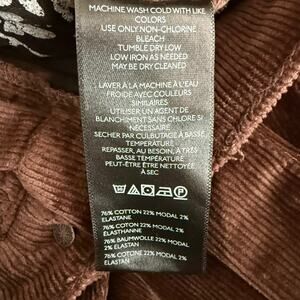 MACHINE WASH COLD WITH LIKE
COLORS
USE ONLY NON-CHLORINE
BLEACH
TUMBLE DRY LOW
LOW IRON AS NEEDED
MAY BE DRY CLEANED
LAVER À LA MACHINE À L'EAU
FROIDE AVEC COULEURS
SIMILAIRES
UTILISER UN AGENT DE
BLANCHIMENT SANS CHLORE SI
NÉCESSAIRE
SECHER PAR CULBUTAGE À BASSE
TEMPERATURE
REPASSER, AU BESOIN, À TRÈS
BASSE TEMPÉRATURE
PEUT-ÊTRE ÊTRE NETTOYÉE
À SEC
76% COTTON 22% MODAL 2%
ELASTANE
76% COTON 22% MODAL 2%
ÉLASTHANNE
76% BAUMWOLLE 22% MODAL 2%
ELASTAN
76% COTONE 22% MODAL 2%
ELASTAN